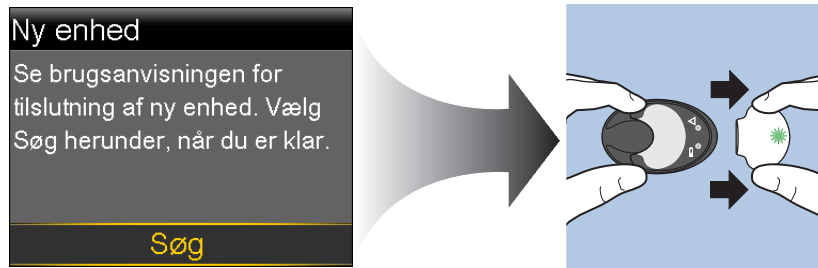 Ny enhed
Se brugsanvisningen for
tilslutning af ny enhed. Vælg
Søg herunder, når du er klar.
Søg